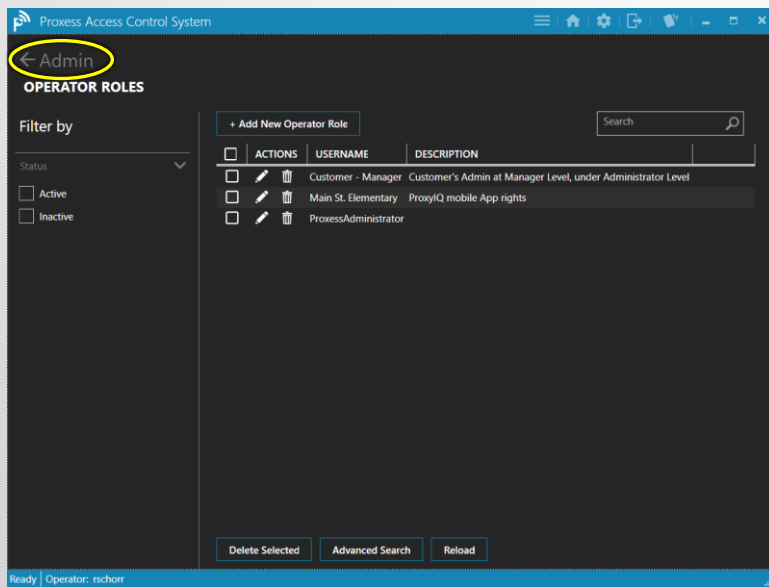 Proxess Access Control System
Admin
OPERATOR ROLES
Filter by
Status
Active
Inactive
+ Add New Operator Role
Search
ACTIONS USERNAME DESCRIPTION
Customer - Manager Customer's Admin at Manager Level, under Administrator Level
Main St. Elementary ProxyIQ mobile App rights
ProxessAdministrator
Delete Selected Advanced Search Reload
Ready Operator: rschorr